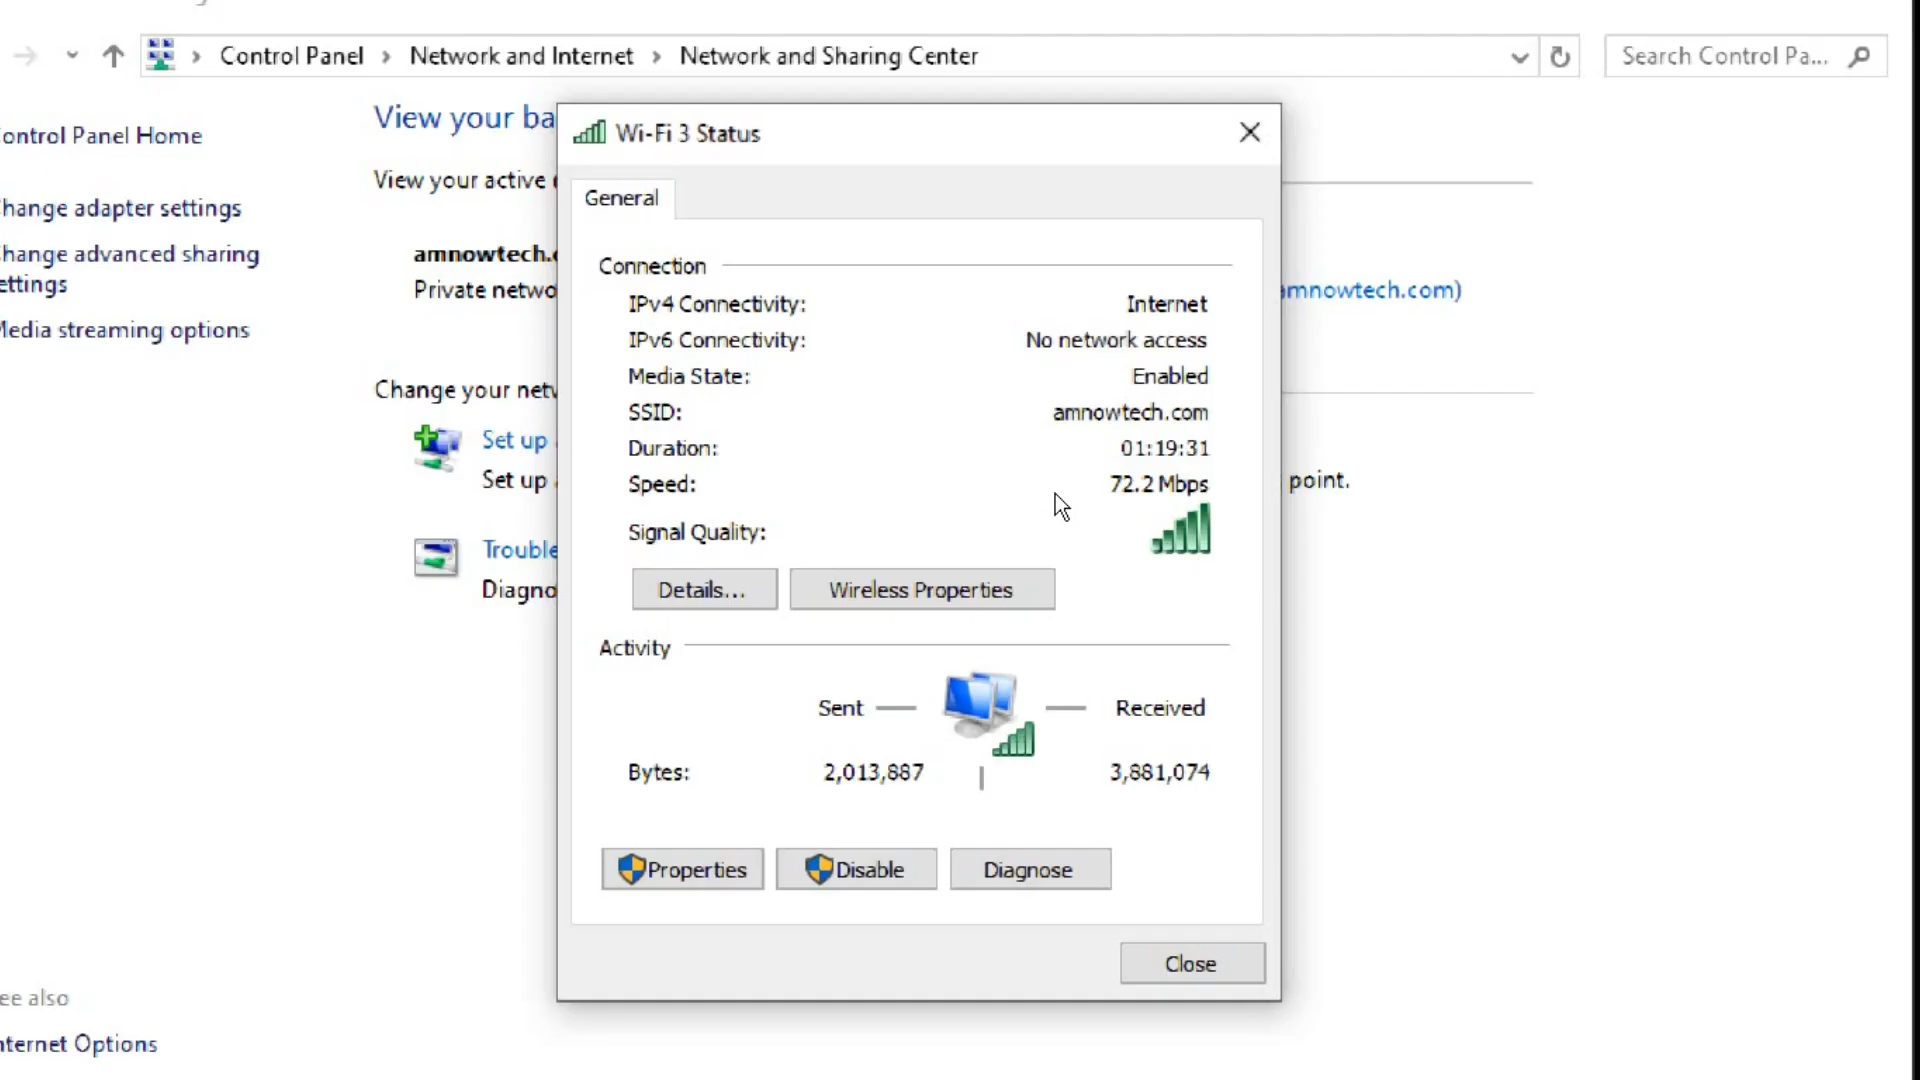 Control Panel > Network and Internet > Network and Sharing Center
Search Control Pa...
ontrol Panel Home
hange adapter settings
hange advanced sharing
ettings
Media streaming options
ee also
nternet Options
View your ba
View your active
amnowtech.
Private netwo
amnowtech.com)
Change your netw
Set up
Set up
point.
Trouble
Diagno
Wi-Fi 3 Status
General
Connection
IPv4 Connectivity: Internet
IPv6 Connectivity: No network access
Media State: Enabled
SSID: amnowtech.com
Duration: 01:19:31
Speed: 72.2 Mbps
Signal Quality:
Details... Wireless Properties
Activity
Sent Received
Bytes: 2,013,887 3,881,074
Properties Disable Diagnose
Close